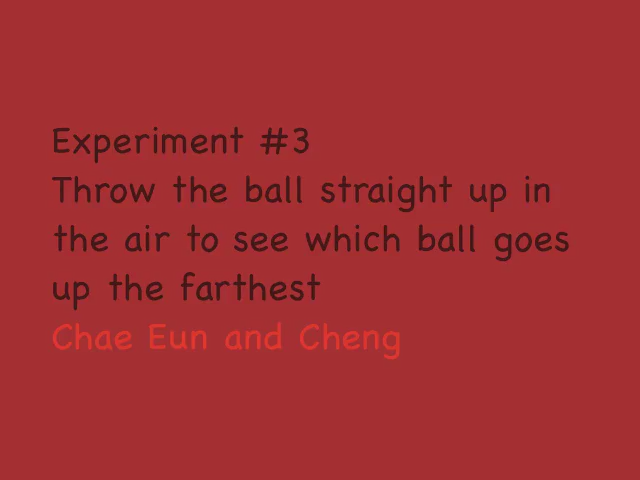 Experiment #3
Throw the ball straight up in
the air to see which ball goes
up the farthest
Chae Eun and Cheng